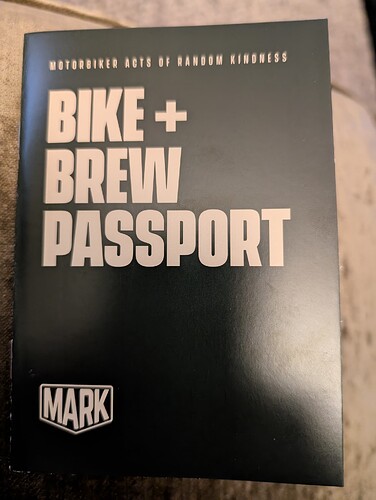 MOTORBIKER ACTS OF RANDOM KINDNESS
BIKE +
BREW
PASSPORT
MARK